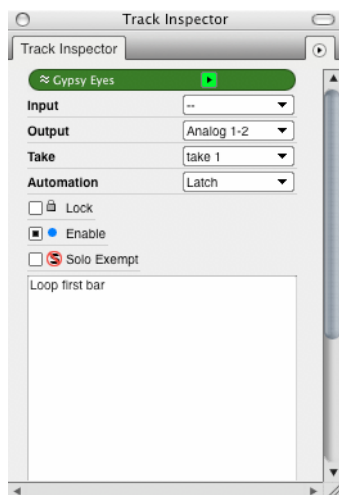 Track Inspector
Track Inspector
Gypsy Eyes
Input --
Output Analog 1-2
Take take 1
Automation Latch
Lock
Enable
Solo Exempt
Loop first bar